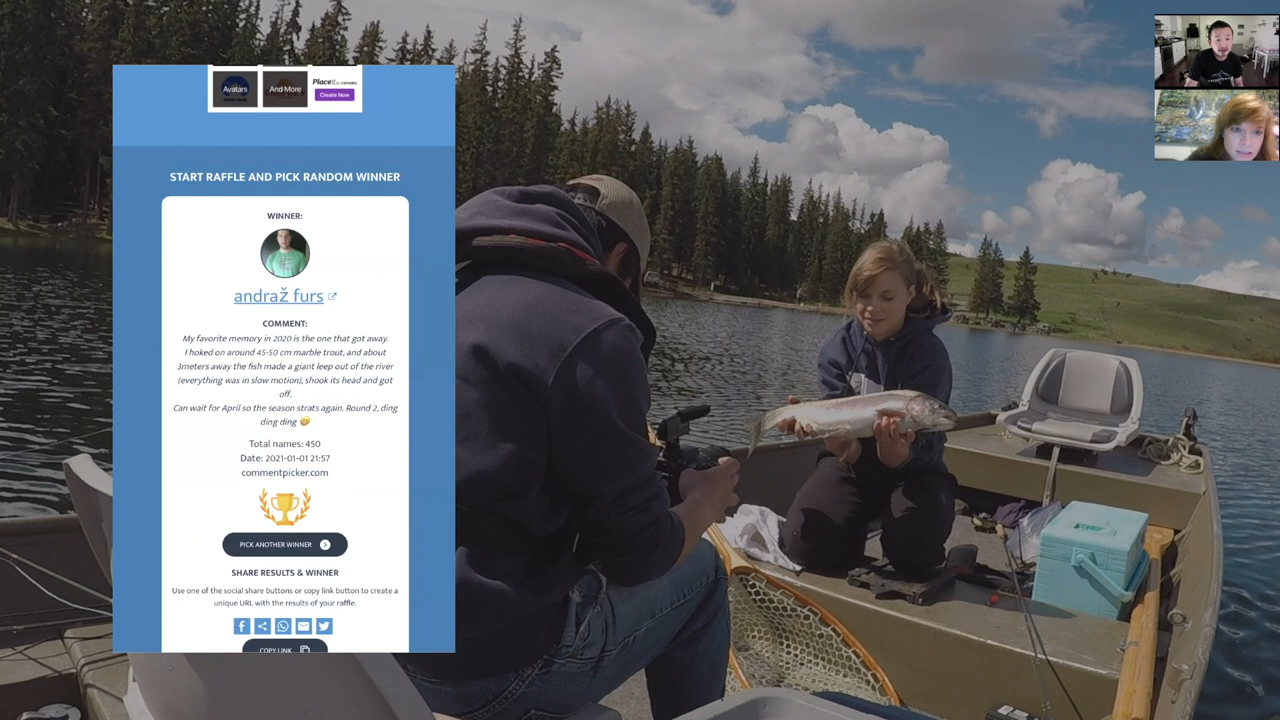 Avatars
And More
Placeit
Create Now
START RAFFLE AND PICK RANDOM WINNER
WINNER:
andraž furs
COMMENT:
My favorite memory in 2020 is the one that got away.
I hoked on around 45-50 cm marble trout, and about
3meters away the fish made a giant leep out of the river
(everything was in slow motion), shook its head and got
off.
Can wait for April so the season strats again. Round 2, ding
ding ding 😄
Total names: 450
Date: 2021-01-01 21:57
commentpicker.com
PICK ANOTHER WINNER
SHARE RESULTS & WINNER
Use one of the social share buttons or copy link button to create a
unique URL with the results of your raffle.
COPY LINK